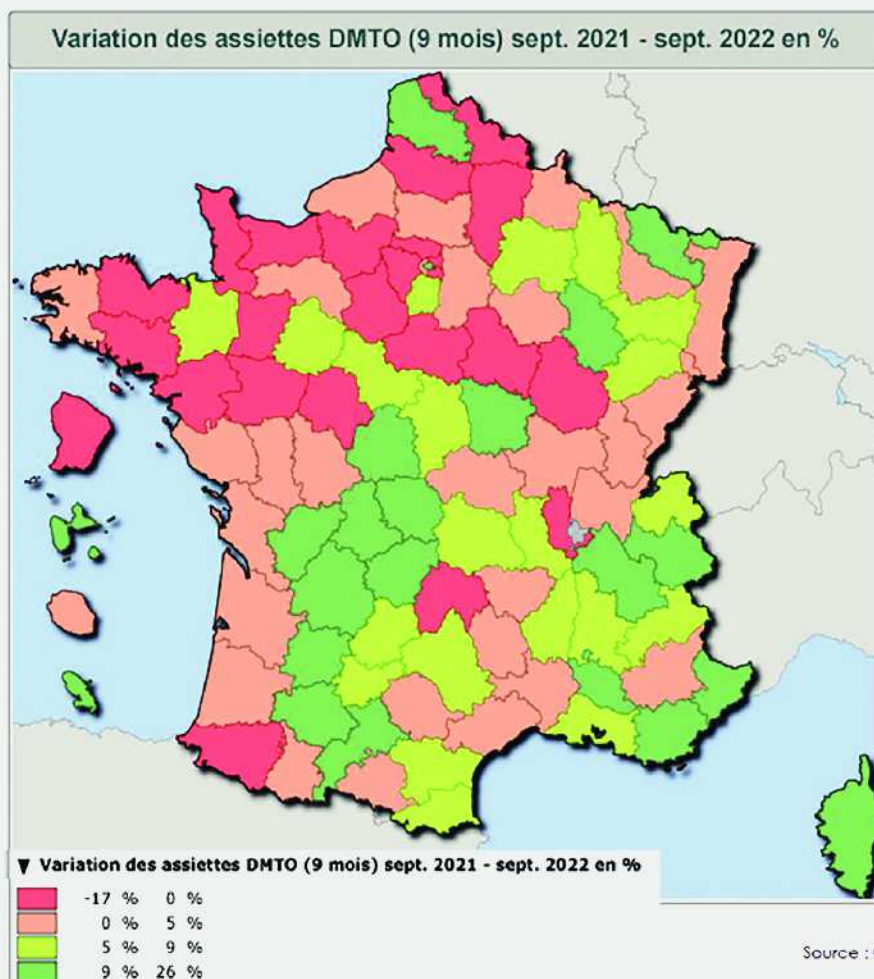 Variation des assiettes DMTO (9 mois) sept. 2021 - sept. 2022 en %
▼ Variation des assiettes DMTO (9 mois) sept. 2021 - sept. 2022 en %
-17 % 0 %
0 % 5 %
5 % 9 %
9 % 26 %
Source :